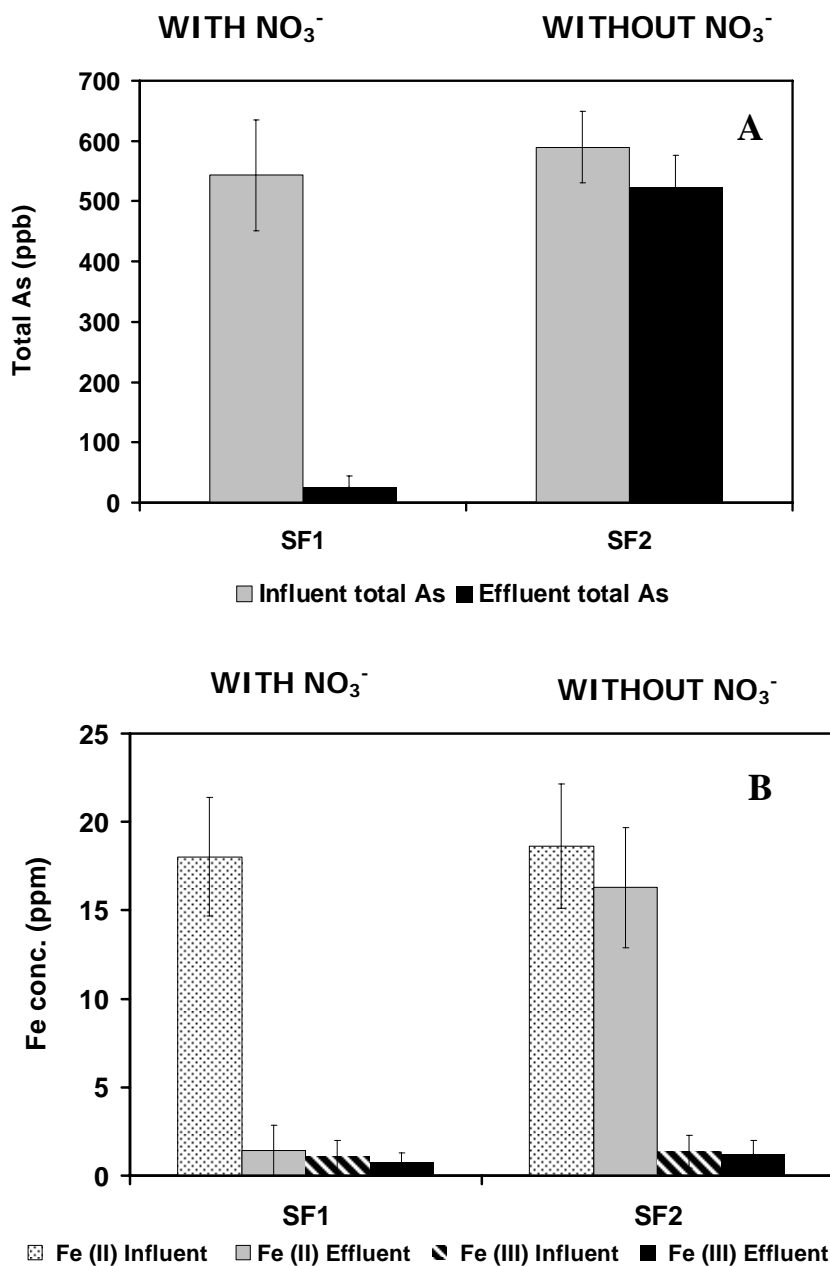 WITH NO₃⁻ WITHOUT NO₃⁻
700
A
600
500
400
300
200
100
0
Total As (ppb)
SF1 SF2
Influent total As Effluent total As
WITH NO₃⁻ WITHOUT NO₃⁻
25
B
20
15
10
5
0
Fe conc. (ppm)
SF1 SF2
Fe (II) Influent Fe (II) Effluent Fe (III) Influent Fe (III) Effluent